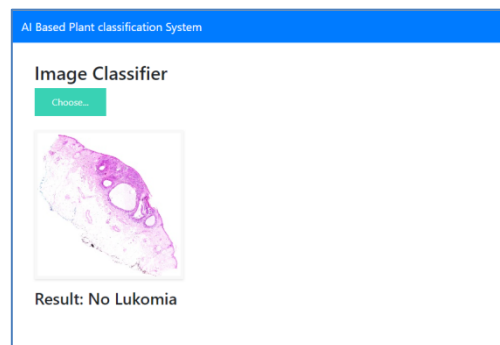 AI Based Plant classification System
Image Classifier
Choose...
Result: No Lukomia